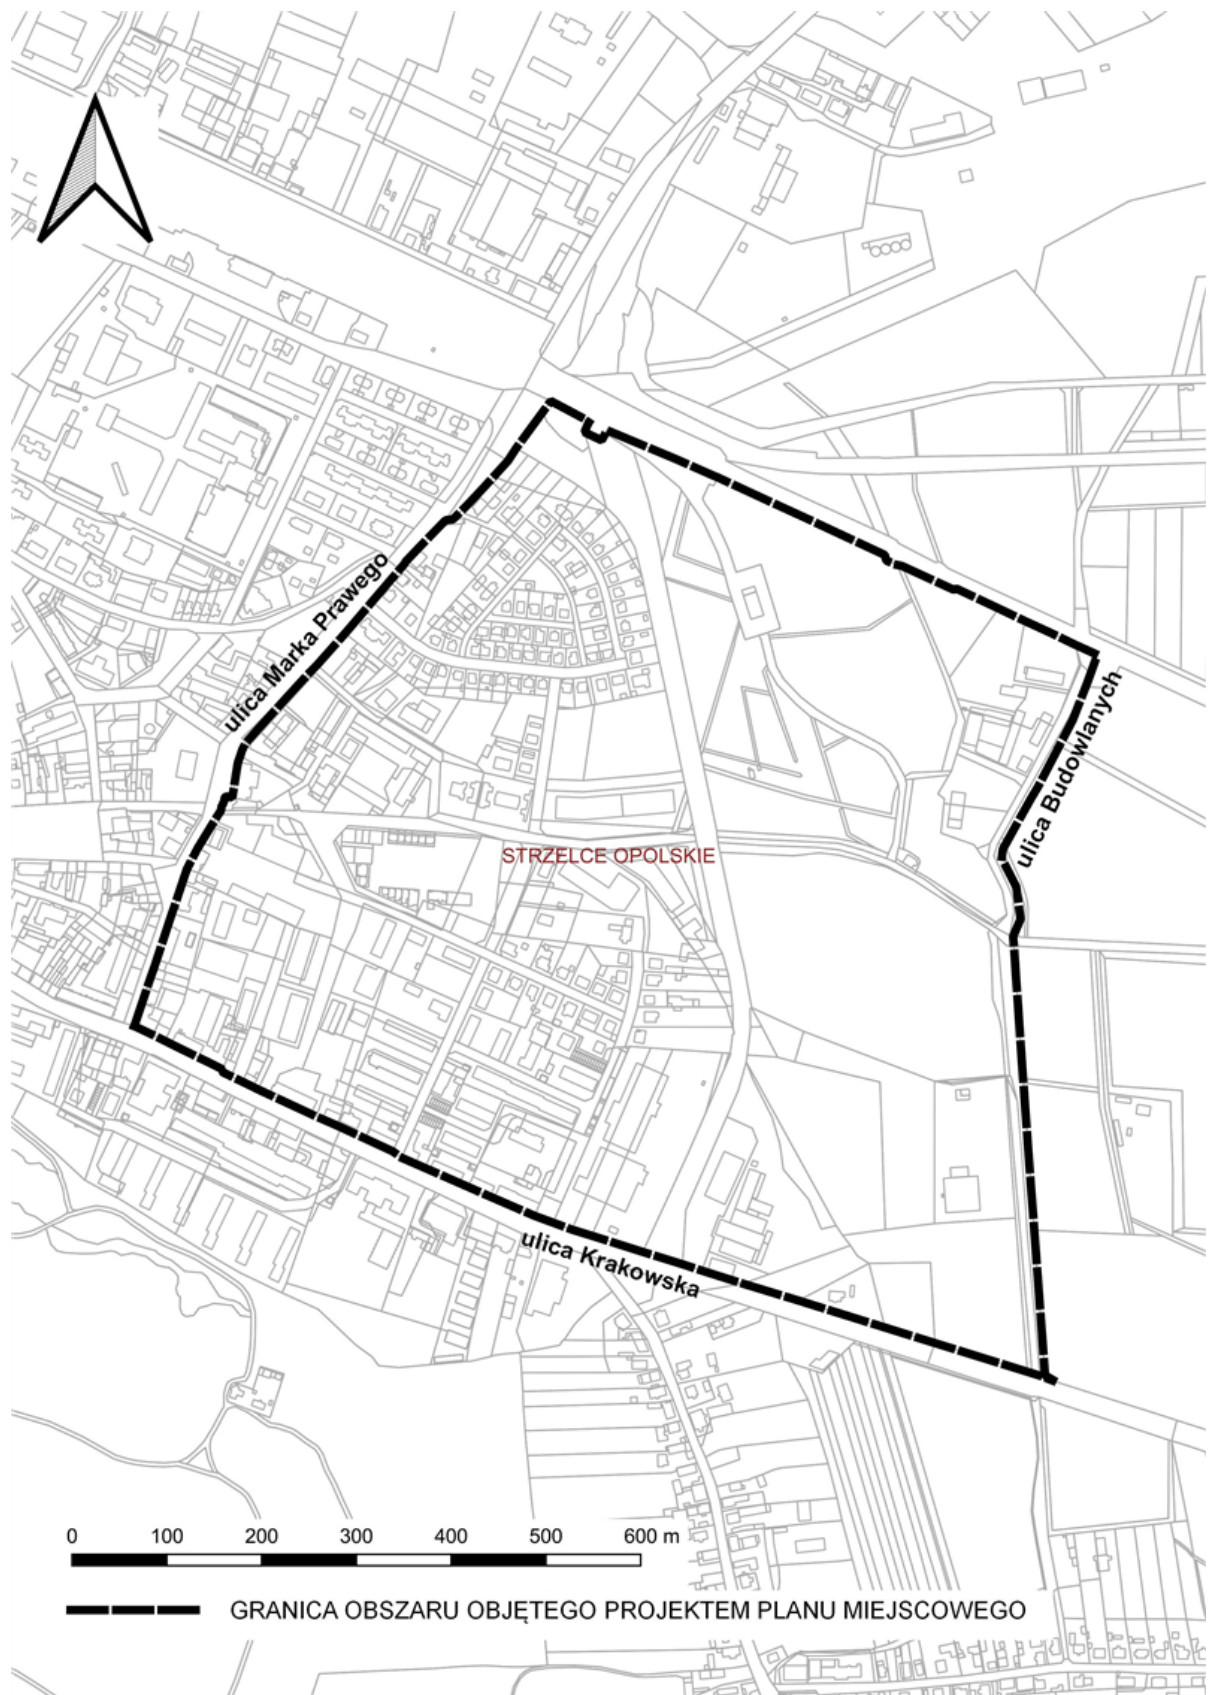 ulica Marka Prawego
ulica Budowlanych
STRZELCE OPOLSKIE
ulica Krakowska
0 100 200 300 400 500 600 m
GRANICA OBSZARU OBJĘTEGO PROJEKTEM PLANU MIEJSCOWEGO